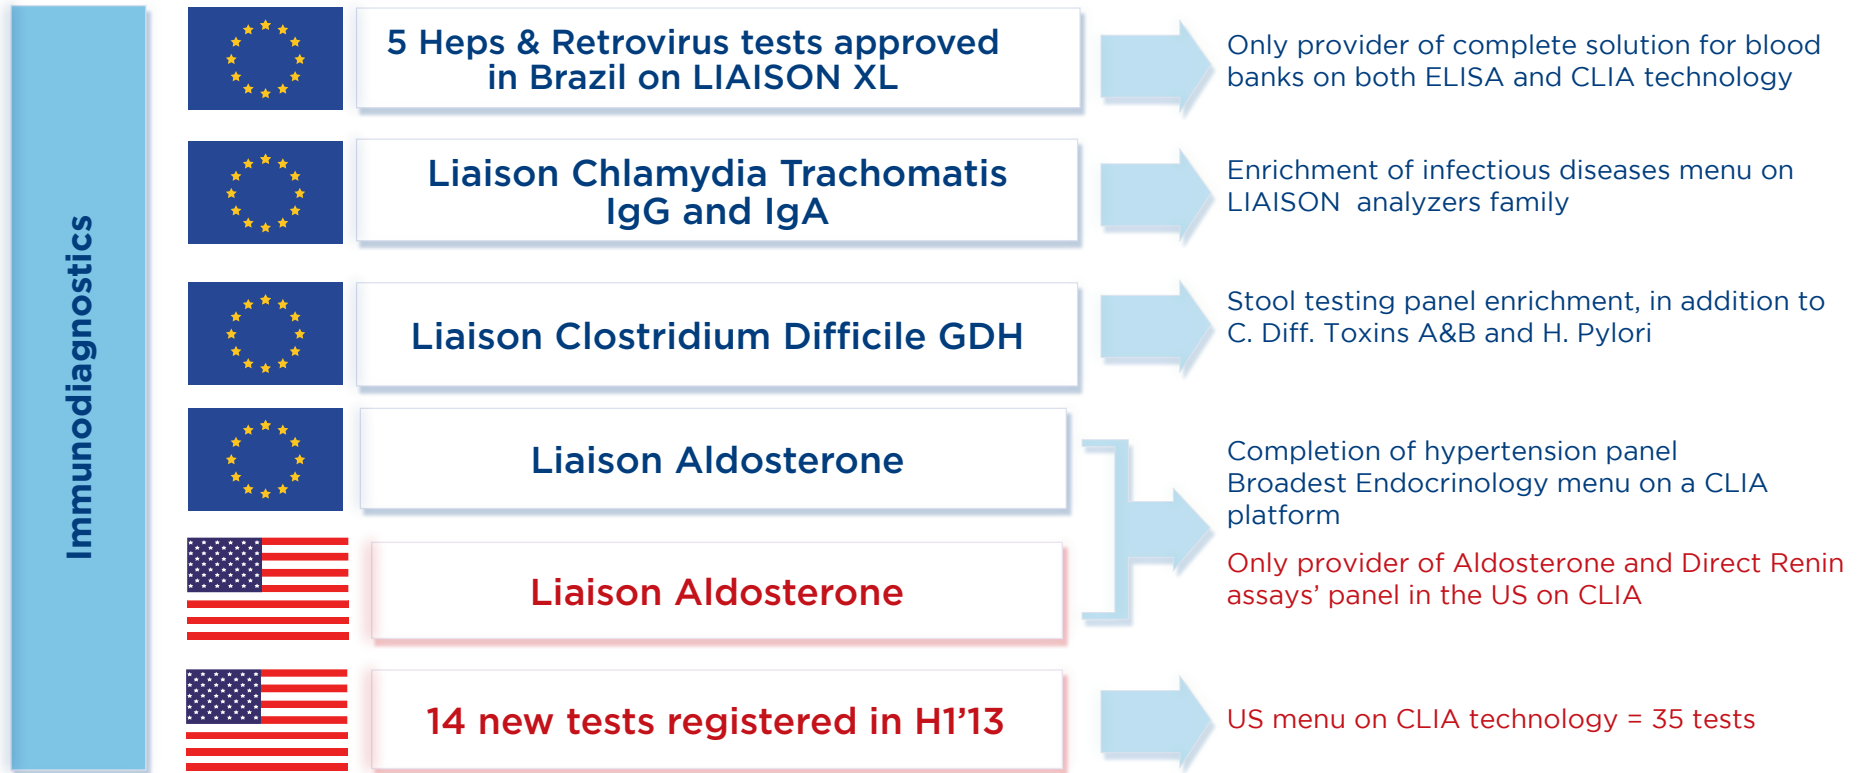 Immunodiagnostics
5 Heps & Retrovirus tests approved
in Brazil on LIAISON XL
Only provider of complete solution for blood
banks on both ELISA and CLIA technology
Liaison Chlamydia Trachomatis
IgG and IgA
Enrichment of infectious diseases menu on
LIAISON analyzers family
Liaison Clostridium Difficile GDH
Stool testing panel enrichment, in addition to
C. Diff. Toxins A&B and H. Pylori
Liaison Aldosterone
Completion of hypertension panel
Broadest Endocrinology menu on a CLIA
platform
Liaison Aldosterone
Only provider of Aldosterone and Direct Renin
assays’ panel in the US on CLIA
14 new tests registered in H1’13
US menu on CLIA technology = 35 tests